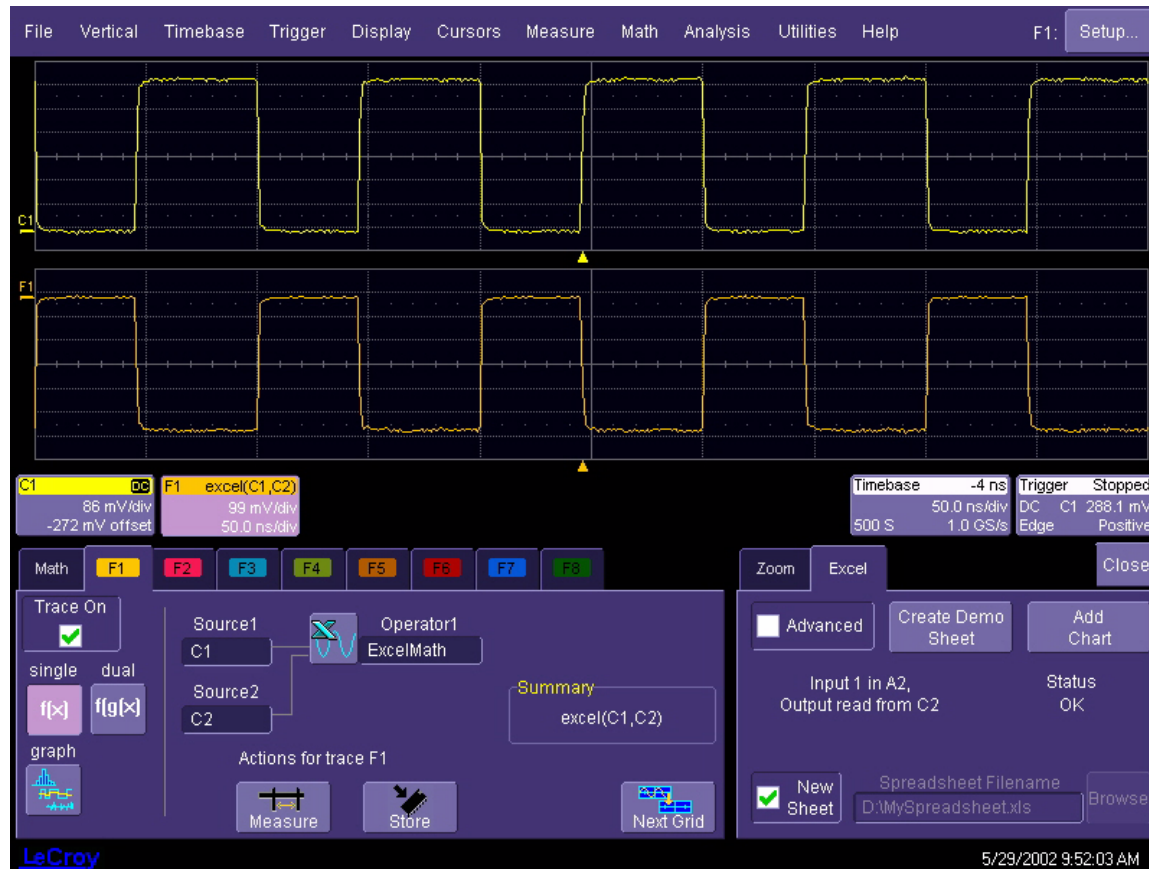 File Vertical Timebase Trigger Display Cursors Measure Math Analysis Utilities Help F1: Setup...
C1
F1
C1 DC
86 mV/div
-272 mV offset
F1 excel(C1,C2)
99 mV/div
50.0 ns/div
Timebase -4 ns
50.0 ns/div
500 S 1.0 GS/s
Trigger Stopped
DC C1 288.1 mV
Edge Positive
Math F1 F2 F3 F4 F5 F6 F7 F8
Trace On
single dual
f(x) f(g(x)
graph
Source1
C1
Source2
C2
Operator1
ExcelMath
Summary
excel(C1,C2)
Actions for trace F1
Measure
Store
Next Grid
Zoom Excel
Close
Advanced
Create Demo
Sheet
Add
Chart
Input 1 in A2,
Output read from C2
Status
OK
New
Sheet
Spreadsheet Filename
D:\MySpreadsheet.xls
Browse
LeCroy
5/29/2002 9:52:03 AM